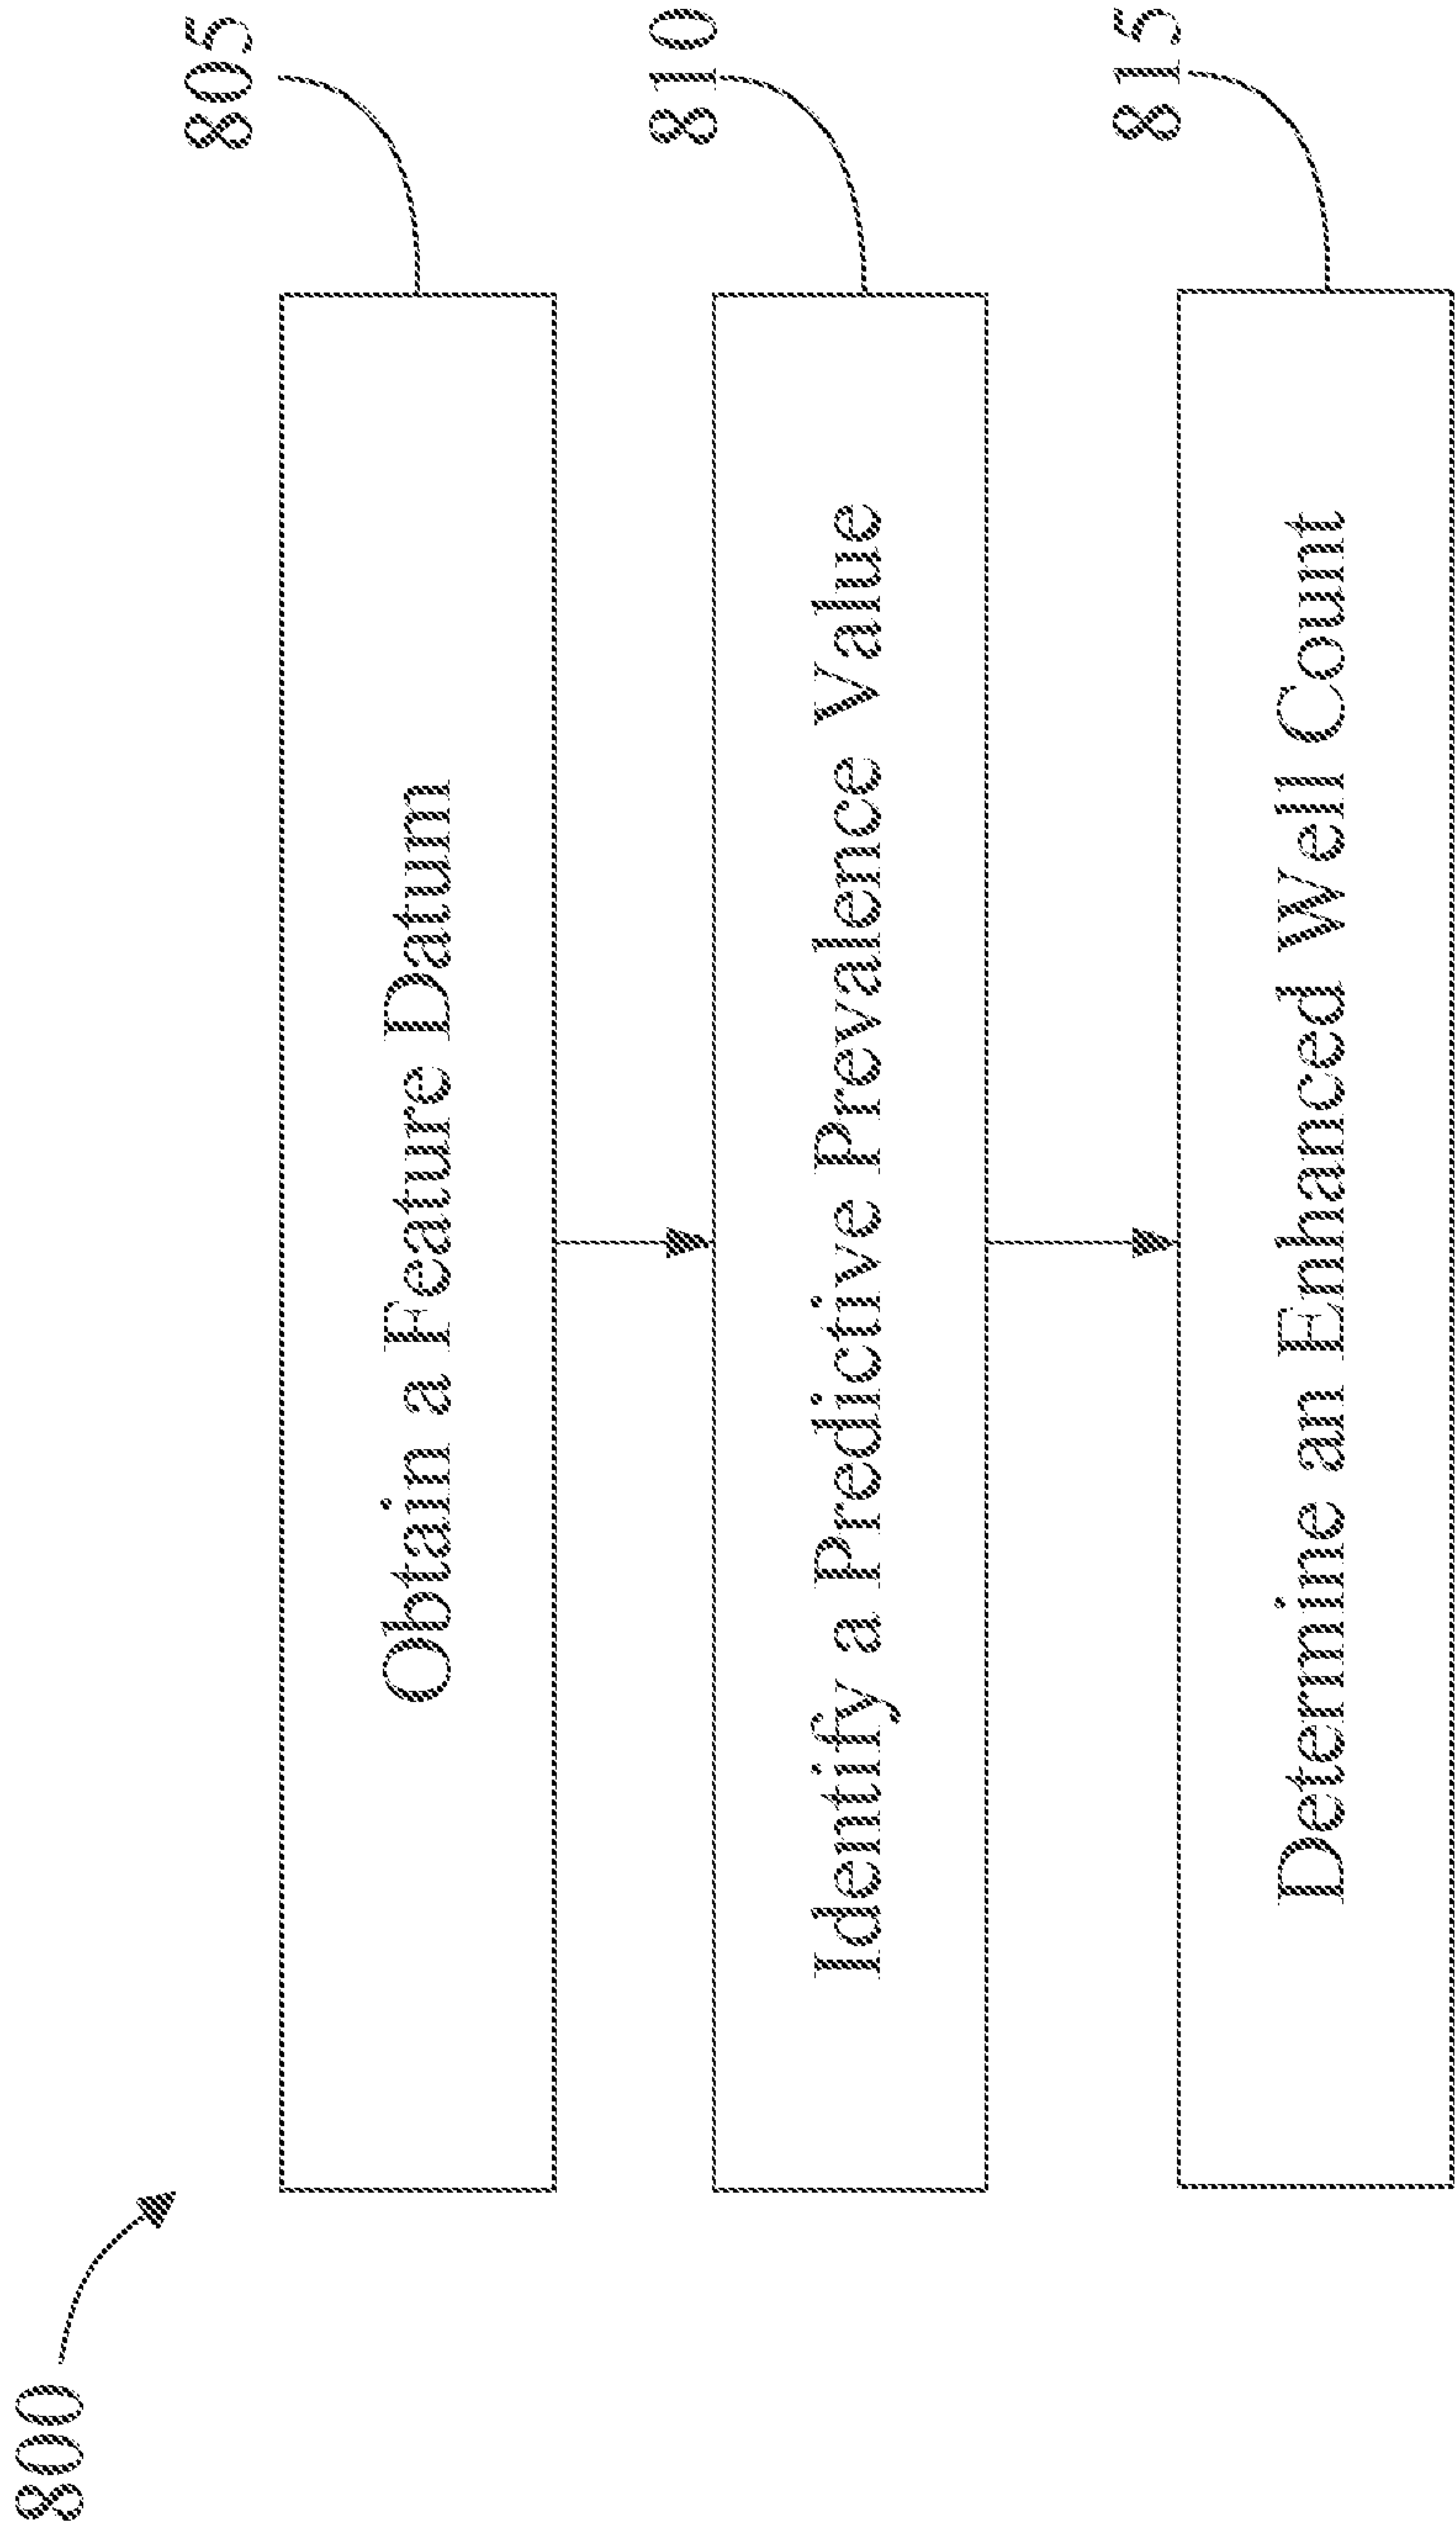 800
805
Obtain a Feature Datum
810
Identify a Predictive Prevalence Value
815
Determine an Enhanced Well Count